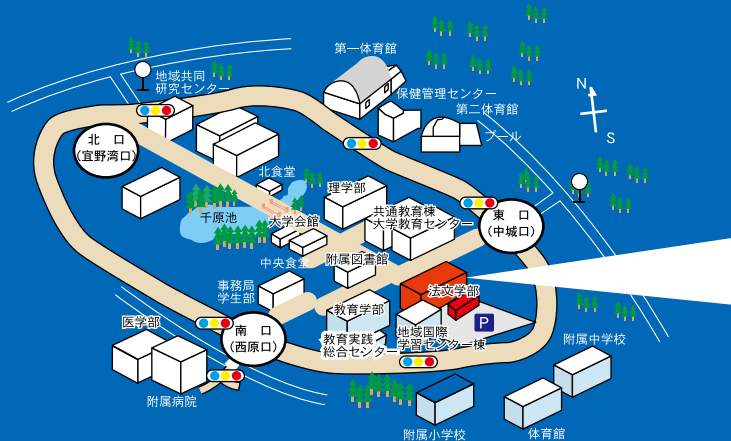 第一体育館
地域共同
研究センター
保健管理センター
第二体育館
プール
N
S
北 口
(宜野湾口)
北食堂
理学部
千原池
大学会館
共通教育棟
大学教育センター
東 口
(中城口)
中央食堂
附属図書館
事務局
学生部
法文学部
教育学部
医学部
南 口
(西原口)
教育実践
総合センター
地域国際
学習センター棟
P
附属中学校
附属病院
附属小学校
体育館